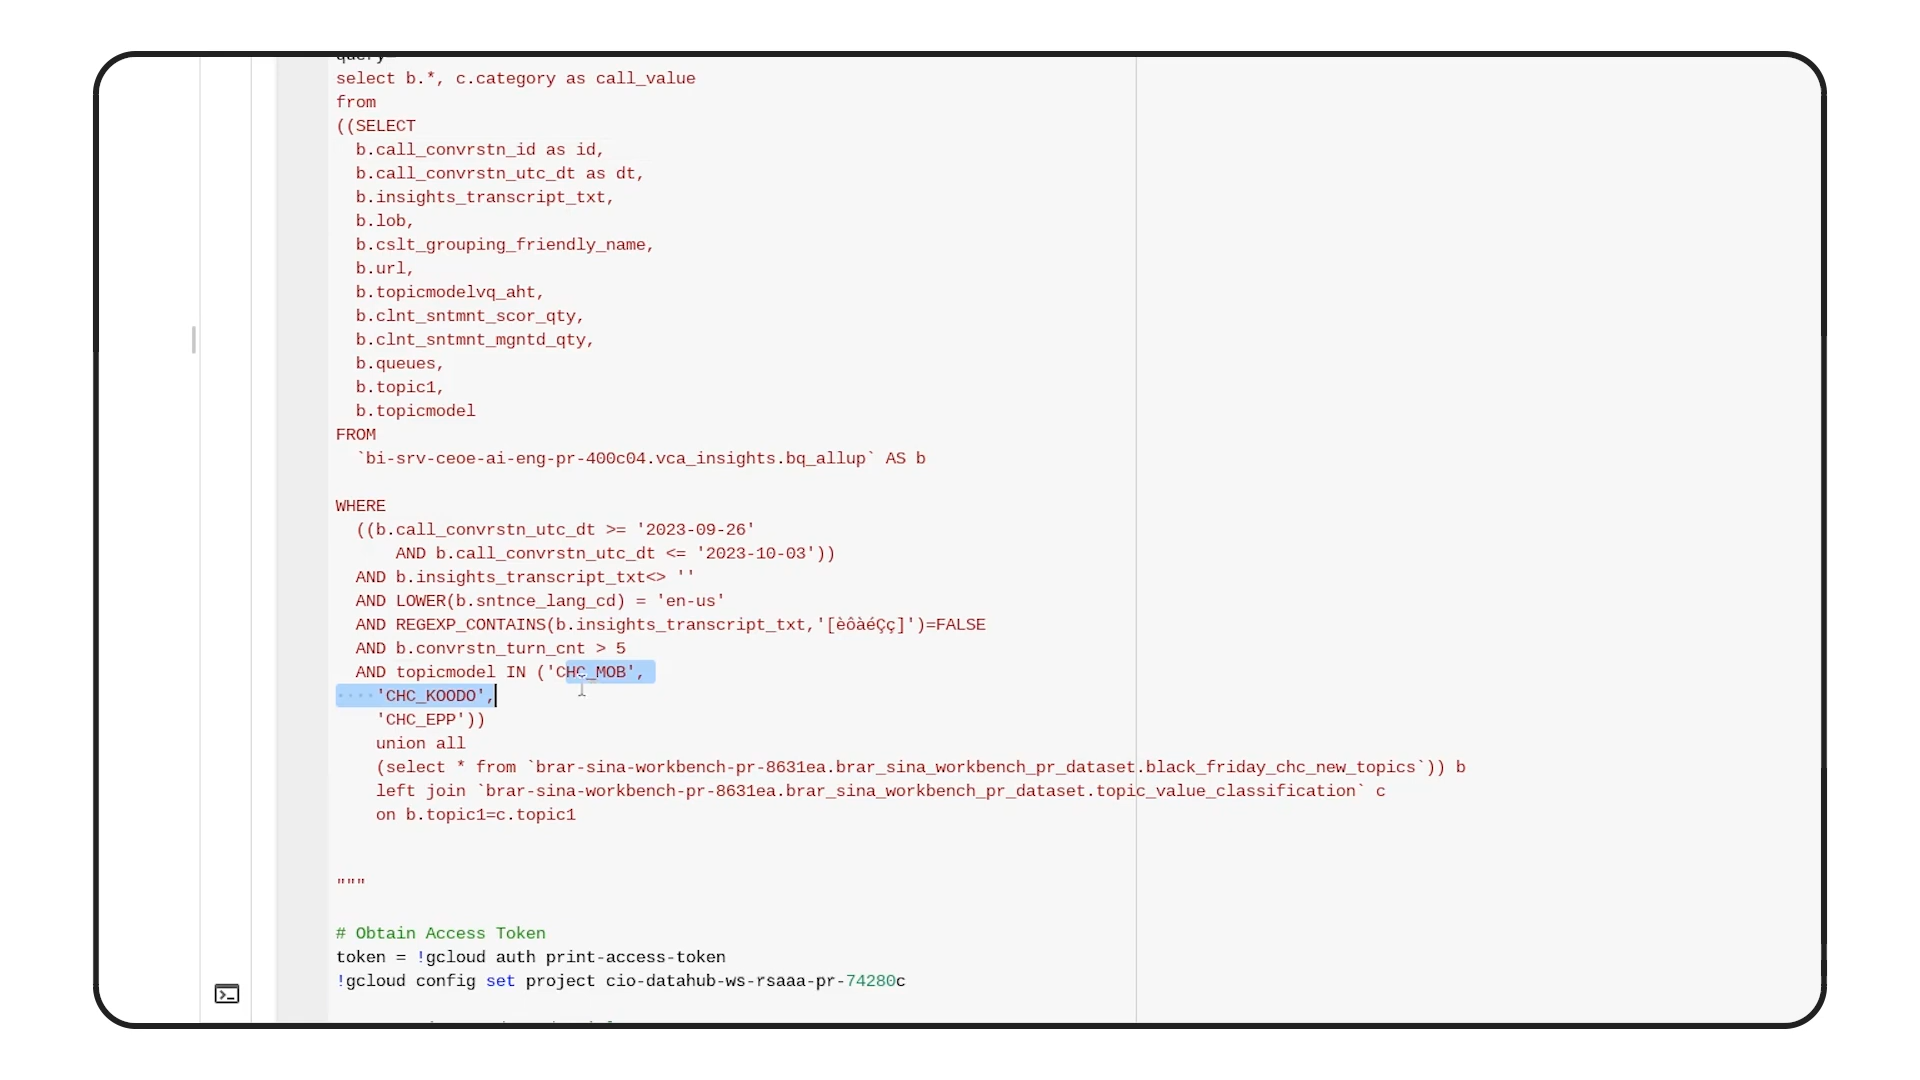 query=
select b.*, c.category as call_value
from
((SELECT
  b.call_convrstn_id as id,
  b.call_convrstn_utc_dt as dt,
  b.insights_transcript_txt,
  b.lob,
  b.cslt_grouping_friendly_name,
  b.url,
  b.topicmodelvq_aht,
  b.clnt_sntmnt_scor_qty,
  b.clnt_sntmnt_mgntd_qty,
  b.queues,
  b.topic1,
  b.topicmodel
FROM
  `bi-srv-ceoe-ai-eng-pr-400c04.vca_insights.bq_allup` AS b
WHERE
  ((b.call_convrstn_utc_dt >= '2023-09-26'
      AND b.call_convrstn_utc_dt <= '2023-10-03'))
  AND b.insights_transcript_txt<> ''
  AND LOWER(b.sntnce_lang_cd) = 'en-us'
  AND REGEXP_CONTAINS(b.insights_transcript_txt,'[èôàéÇç]')=FALSE
  AND b.convrstn_turn_cnt > 5
  AND topicmodel IN ('CHC_MOB',
    'CHC_KOODO',
    'CHC_EPP'))
    union all
    (select * from `brar-sina-workbench-pr-8631ea.brar_sina_workbench_pr_dataset.black_friday_chc_new_topics`)) b
    left join `brar-sina-workbench-pr-8631ea.brar_sina_workbench_pr_dataset.topic_value_classification` c
    on b.topic1=c.topic1
"""
# Obtain Access Token
token = !gcloud auth print-access-token
!gcloud config set project cio-datahub-ws-rsaaa-pr-74280c